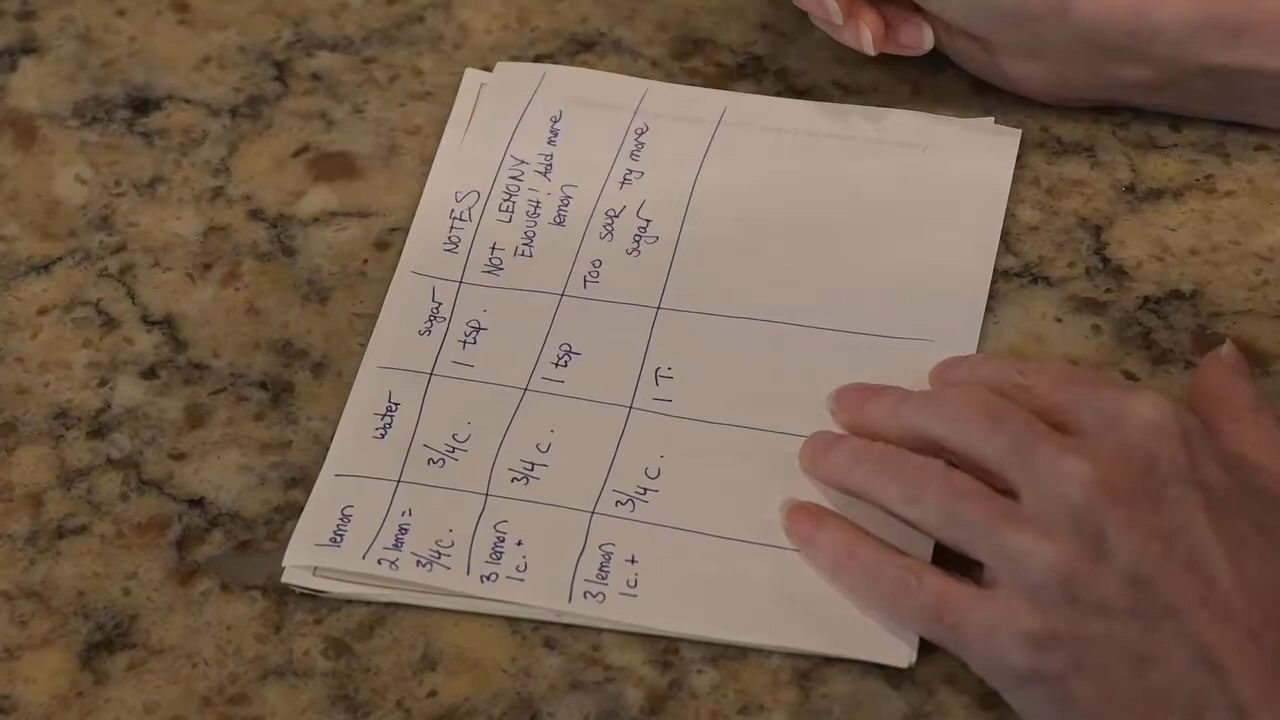 lemon water sugar NOTES
2 lemon = 3/4 c. 1 tsp. NOT LEMONY
3/4 c. ENOUGH! Add more
lemon
3 lemon 3/4 c. 1 tsp TOO SOUR try more
1 c. + sugar
3 lemon 3/4 c. 1 T.
1 c. +